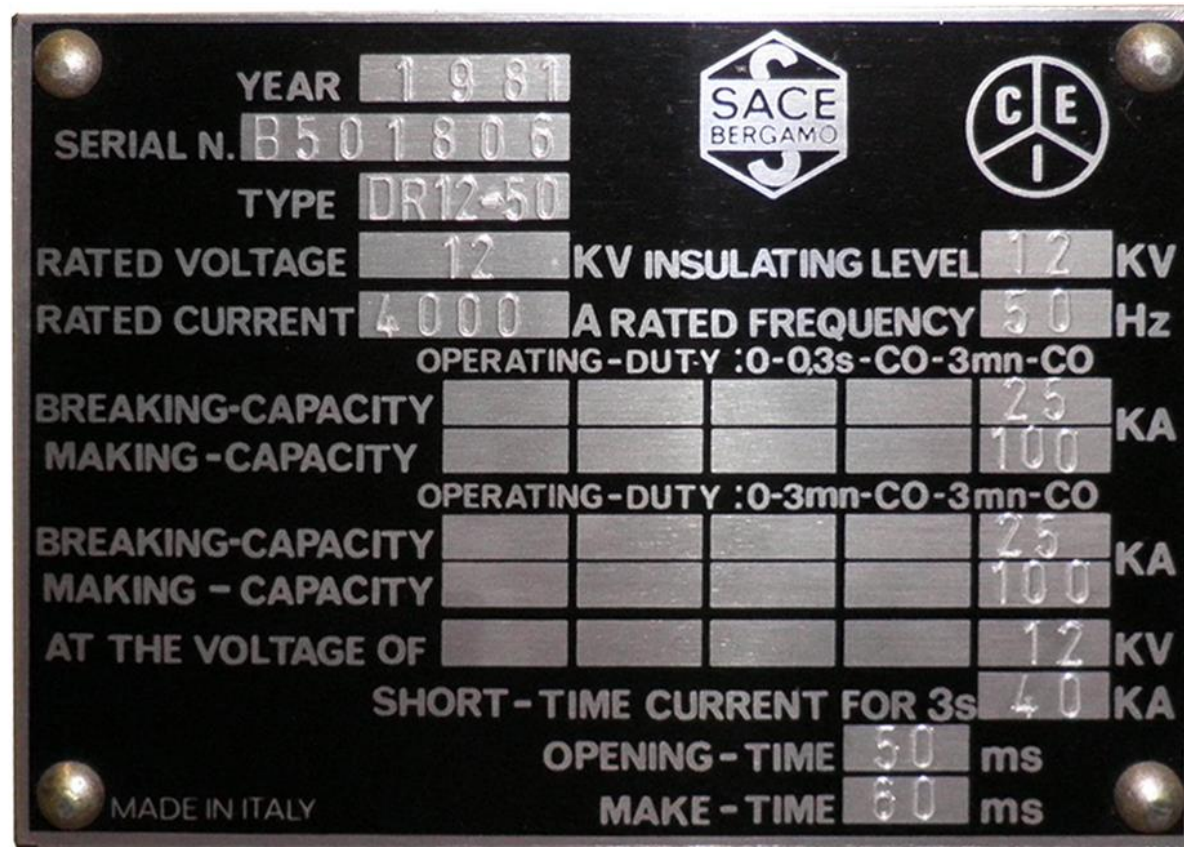 YEAR 1981
SACE
BERGAMO
CEI
SERIAL N. B501806
TYPE DR12-50
RATED VOLTAGE 12 KV INSULATING LEVEL 12 KV
RATED CURRENT 4000 A RATED FREQUENCY 50 Hz
OPERATING-DUTY :0-0,3s-CO-3mn-CO
BREAKING-CAPACITY 25 KA
MAKING-CAPACITY 100
OPERATING-DUTY :0-3mn-CO-3mn-CO
BREAKING-CAPACITY 25 KA
MAKING - CAPACITY 100
AT THE VOLTAGE OF 12 KV
SHORT-TIME CURRENT FOR 3s 40 KA
OPENING-TIME 50 ms
MAKE-TIME 60 ms
MADE IN ITALY